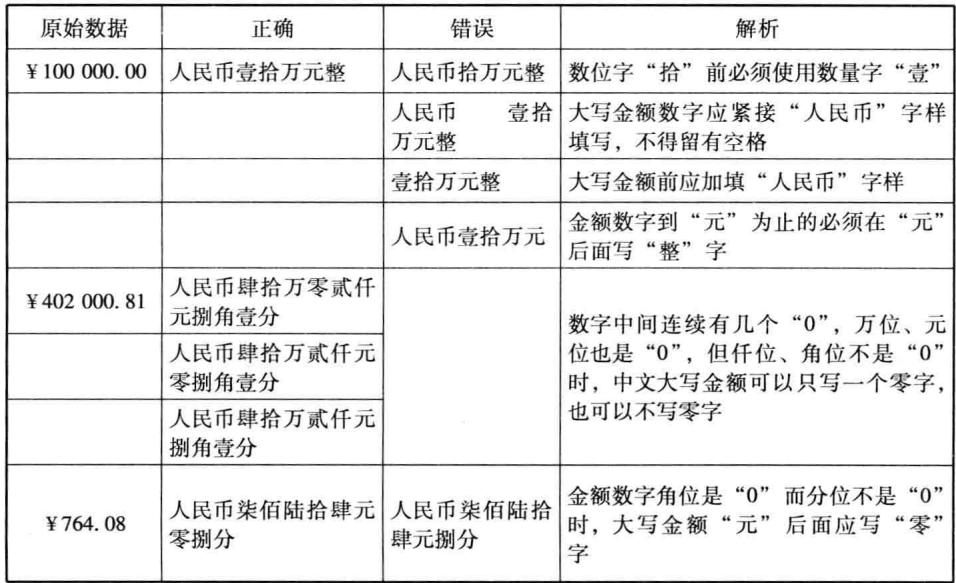 原始数据 正确 错误 解析
¥100 000.00 人民币壹拾万元整 人民币拾万元整 数位字“拾”前必须使用数量字“壹”
人民币 壹拾
万元整
大写金额数字应紧接“人民币”字样
填写，不得留有空格
壹拾万元整 大写金额前应加填“人民币”字样
人民币壹拾万元
金额数字到“元”为止的必须在“元”
后面写“整”字
¥402 000.81
人民币肆拾万零贰仟
元捌角壹分
人民币肆拾万贰仟元
零捌角壹分
人民币肆拾万贰仟元
捌角壹分
数字中间连续有几个“0”，万位、元
位也是“0”，但仟位、角位不是“0”
时，中文大写金额可以只写一个零字，
也可以不写零字
¥764.08
人民币柒佰陆拾肆元
零捌分
人民币柒佰陆拾
肆元捌分
金额数字角位是“0”而分位不是“0”
时，大写金额“元”后面应写“零”
字